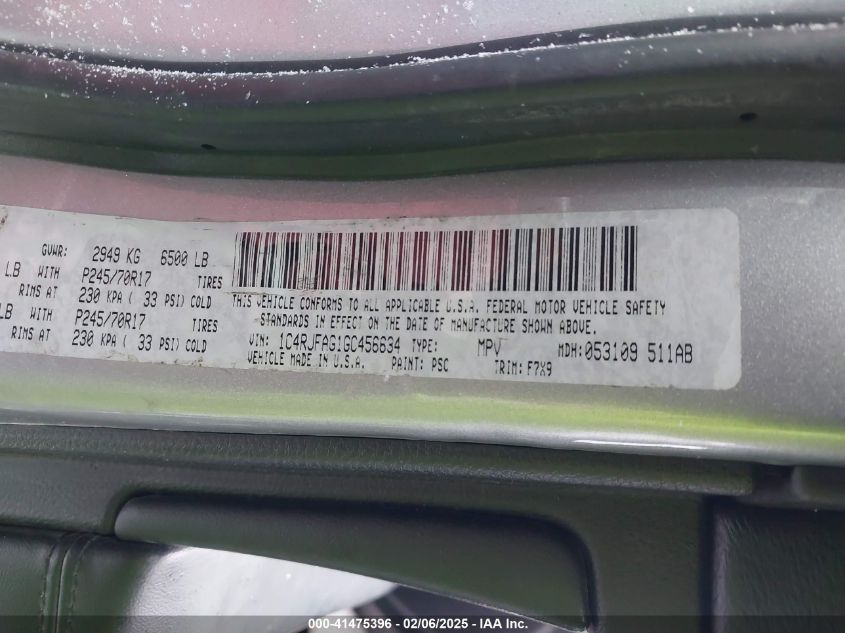 GVWR: 2949 KG 6500 LB
LB WITH P245/70R17 TIRES
RIMS AT 230 KPA ( 33 PSI) COLD
LB WITH P245/70R17 TIRES
RIMS AT 230 KPA ( 33 PSI) COLD
THIS VEHICLE CONFORMS TO ALL APPLICABLE U.S.A. FEDERAL MOTOR VEHICLE SAFETY
STANDARDS IN EFFECT ON THE DATE OF MANUFACTURE SHOWN ABOVE.
VIN: 1C4RJFAG1GC456634 TYPE: MPV MDH:053109 511AB
VEHICLE MADE IN U.S.A. PAINT: PSC TRIM: F7X9
000-41475396 - 02/06/2025 - IAA Inc.